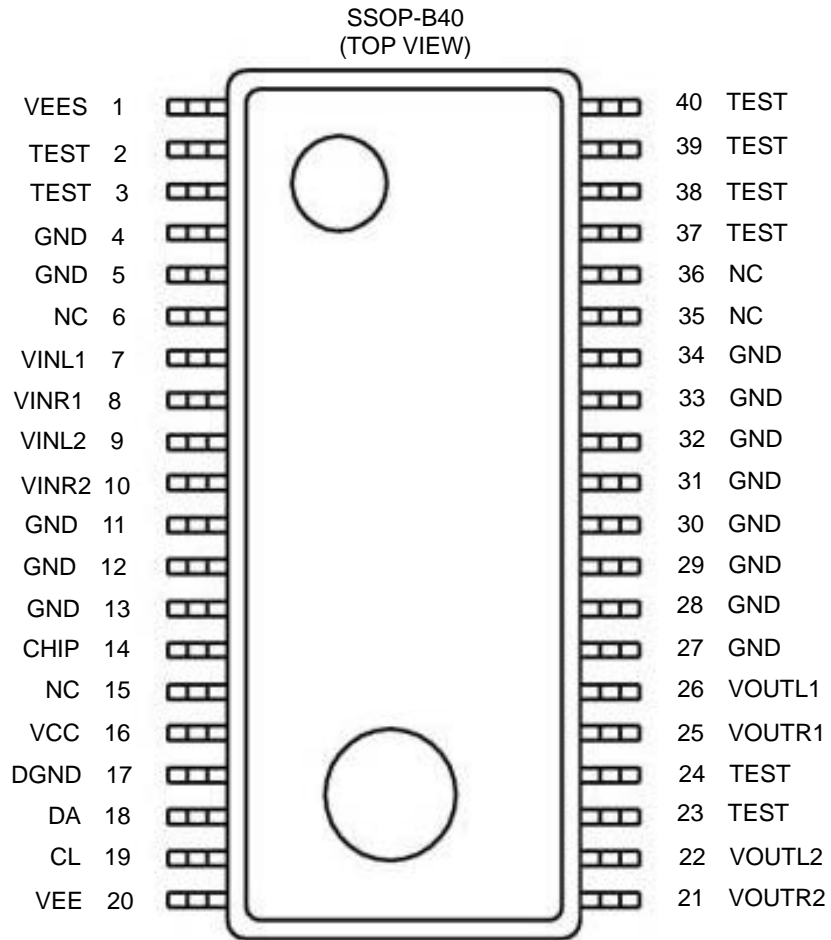 SSOP-B40
(TOP VIEW)
VEES 1 40 TEST
TEST 2 39 TEST
TEST 3 38 TEST
GND 4 37 TEST
GND 5 36 NC
NC 6 35 NC
VINL1 7 34 GND
VINR1 8 33 GND
VINL2 9 32 GND
VINR2 10 31 GND
GND 11 30 GND
GND 12 29 GND
GND 13 28 GND
CHIP 14 27 GND
NC 15 26 VOUTL1
VCC 16 25 VOUTR1
DGND 17 24 TEST
DA 18 23 TEST
CL 19 22 VOUTL2
VEE 20 21 VOUTR2